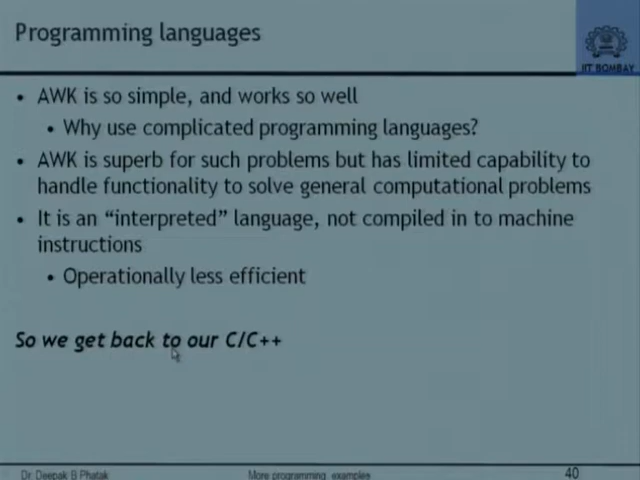 Programming languages
IIT BOMBAY
• AWK is so simple, and works so well
• Why use complicated programming languages?
• AWK is superb for such problems but has limited capability to
handle functionality to solve general computational problems
• It is an “interpreted” language, not compiled in to machine
instructions
• Operationally less efficient
So we get back to our C/C++
Dr. Deepak B Phatak
More programming examples
40